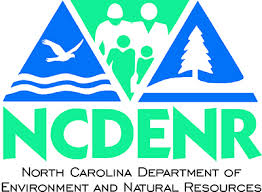 NCDENR
North Carolina Department of
Environment and Natural Resources